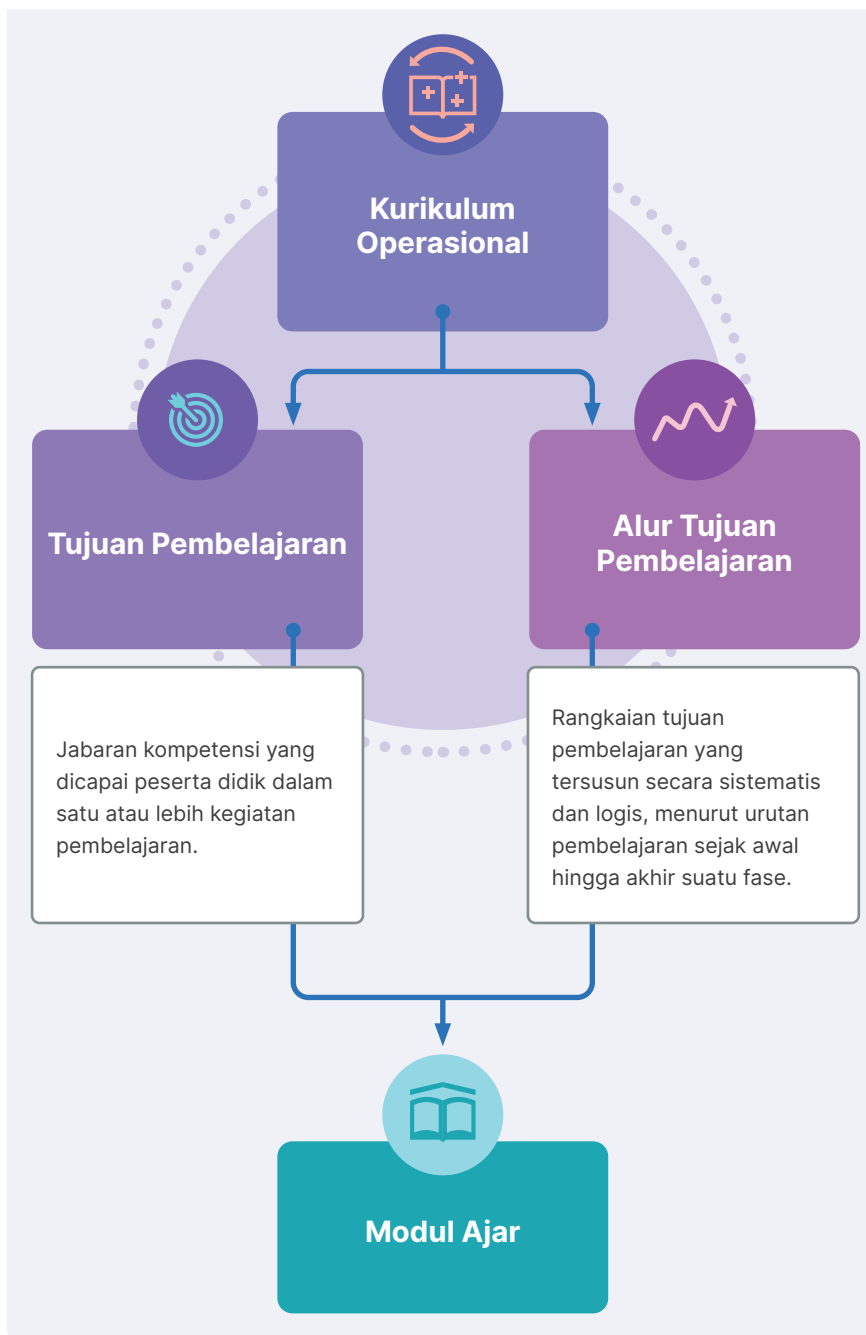 Kurikulum
Operasional
Tujuan Pembelajaran
Alur Tujuan
Pembelajaran
Jabaran kompetensi yang
dicapai peserta didik dalam
satu atau lebih kegiatan
pembelajaran.
Rangkaian tujuan
pembelajaran yang
tersusun secara sistematis
dan logis, menurut urutan
pembelajaran sejak awal
hingga akhir suatu fase.
Modul Ajar